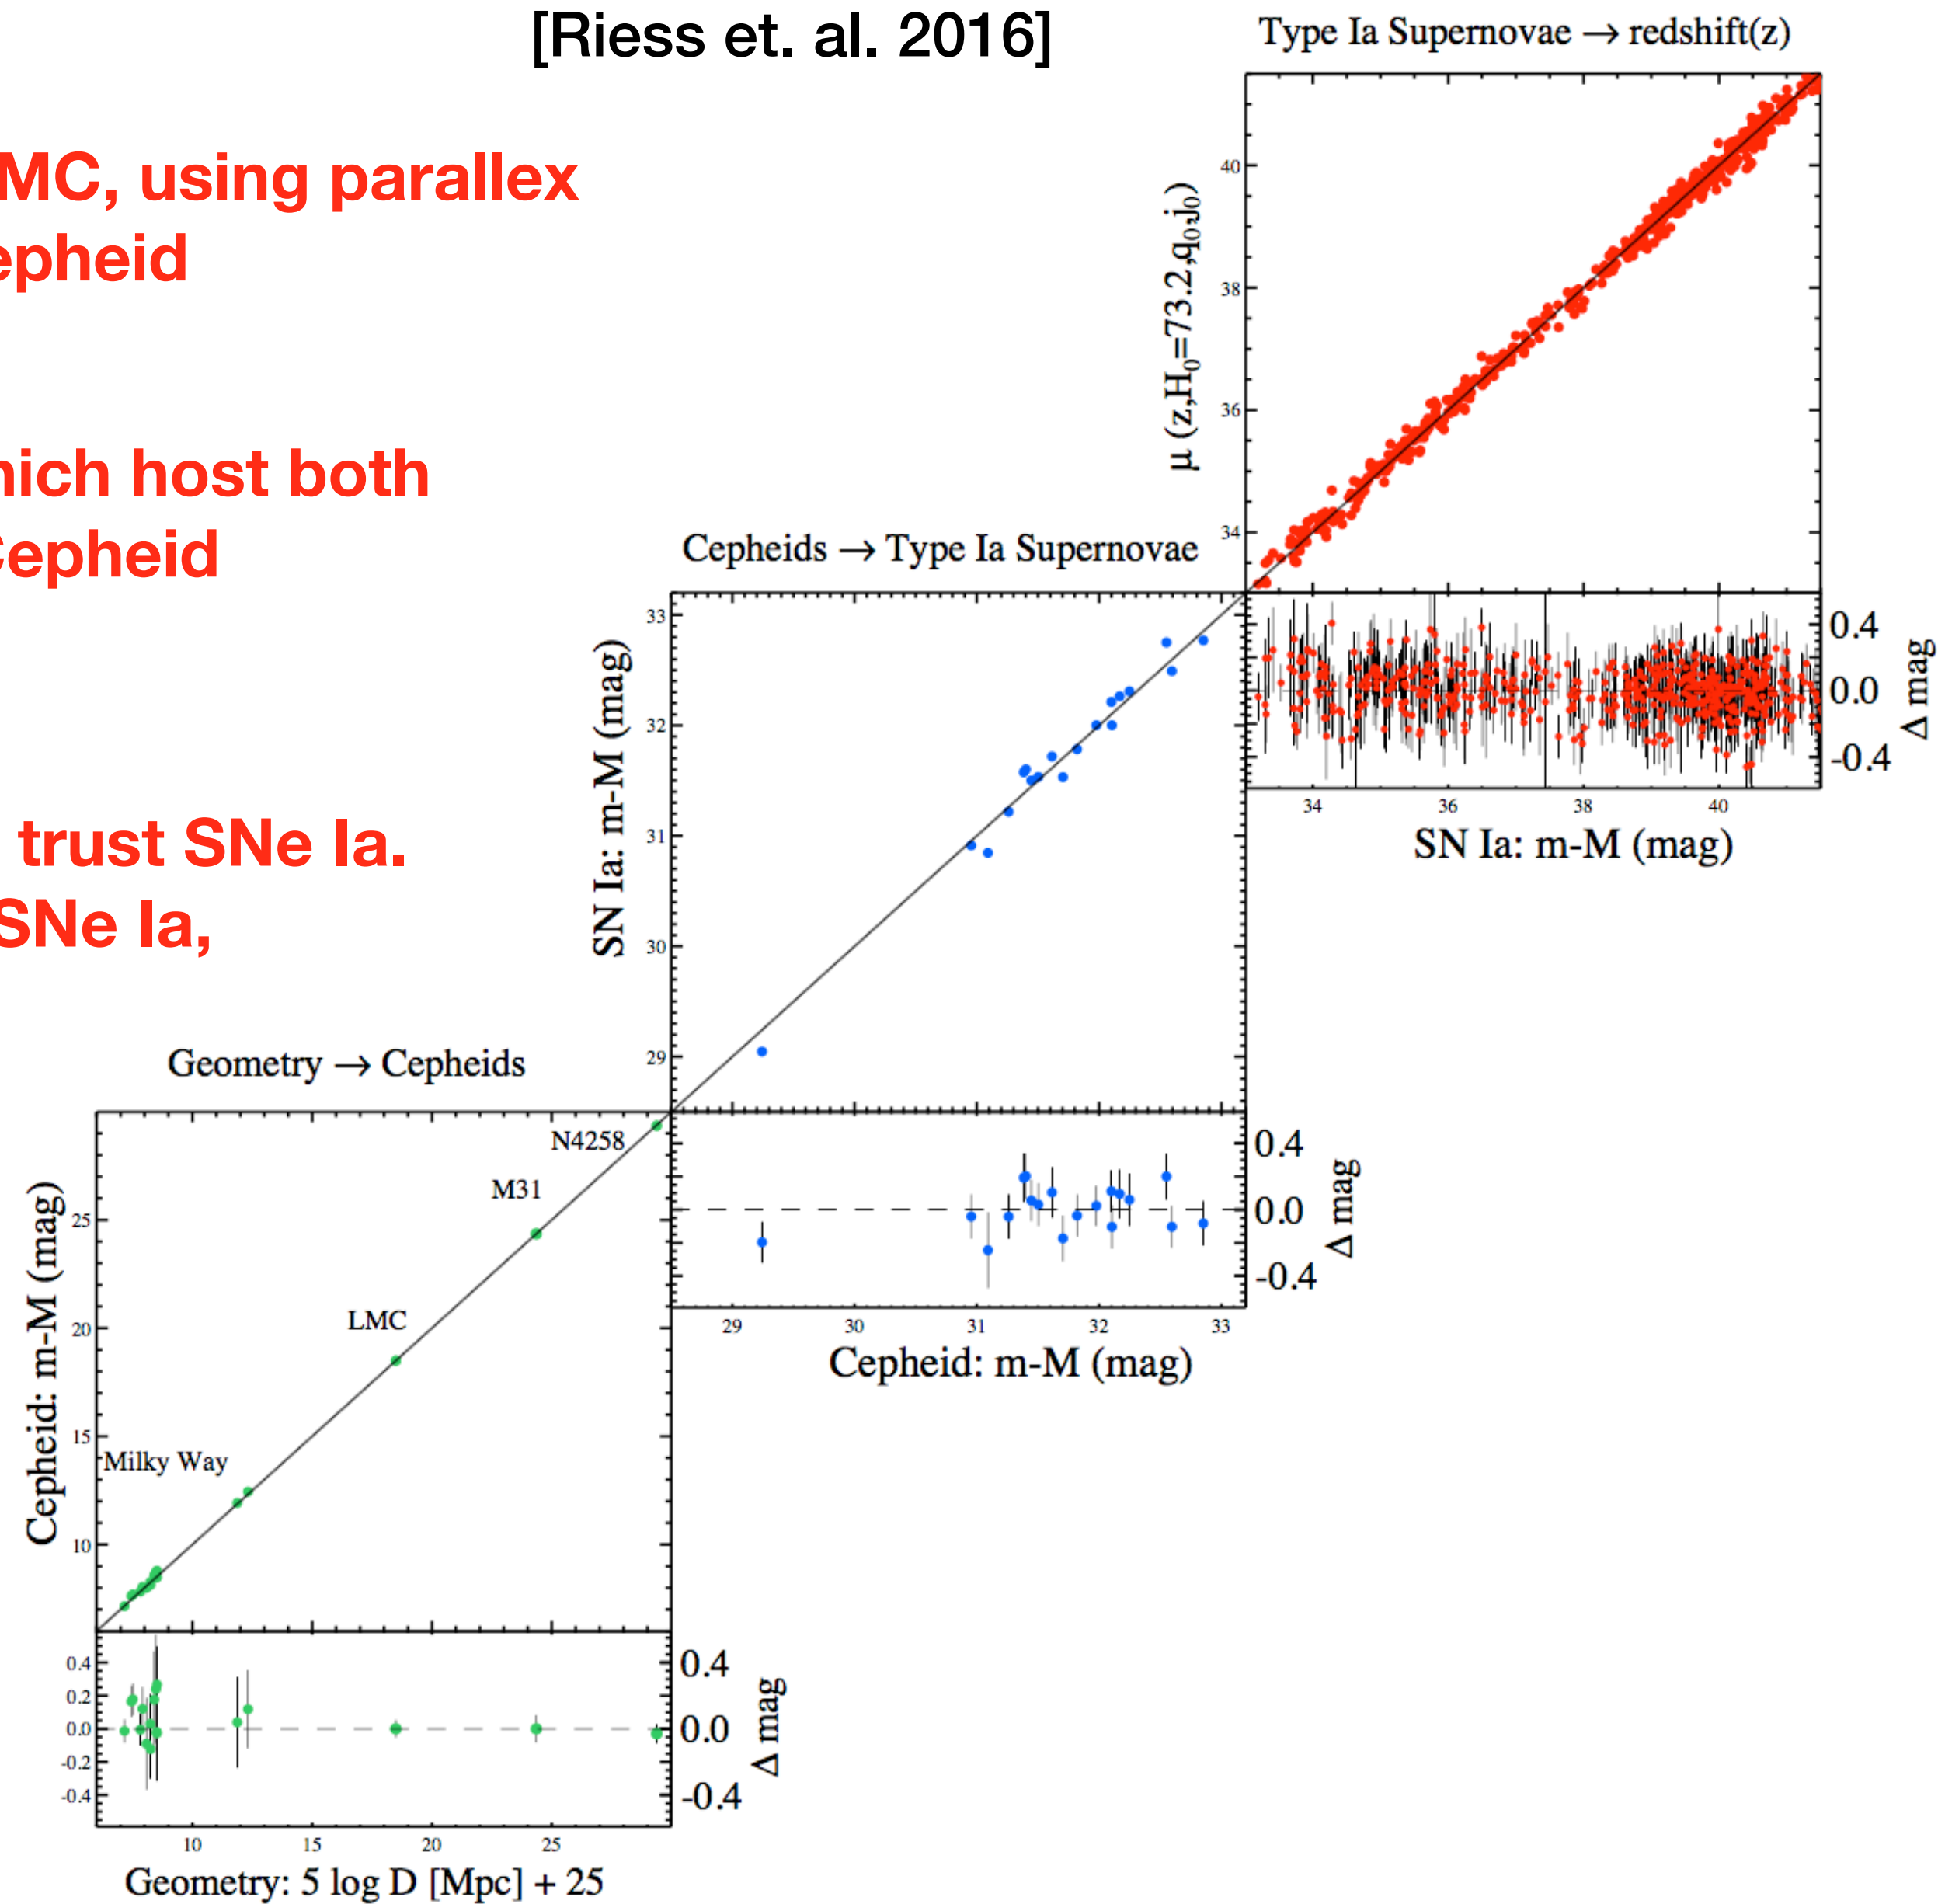 [Riess et. al. 2016]
MC, using parallex
epheid
hich host both
Cepheid
trust SNe Ia.
SNe Ia,
Type Ia Supernovae → redshift(z)
40
38
36
34
μ (z,H₀=73.2,q₀,j₀)
0.4
0.0
-0.4
Δ mag
34 36 38 40
SN Ia: m-M (mag)
Cepheids → Type Ia Supernovae
33
32
31
30
29
SN Ia: m-M (mag)
0.4
0.0
-0.4
Δ mag
29 30 31 32 33
Cepheid: m-M (mag)
Geometry → Cepheids
N4258
M31
LMC
Milky Way
25
20
15
10
Cepheid: m-M (mag)
0.4
0.2
0.0
-0.2
-0.4
0.4
0.0
-0.4
Δ mag
10 15 20 25
Geometry: 5 log D [Mpc] + 25